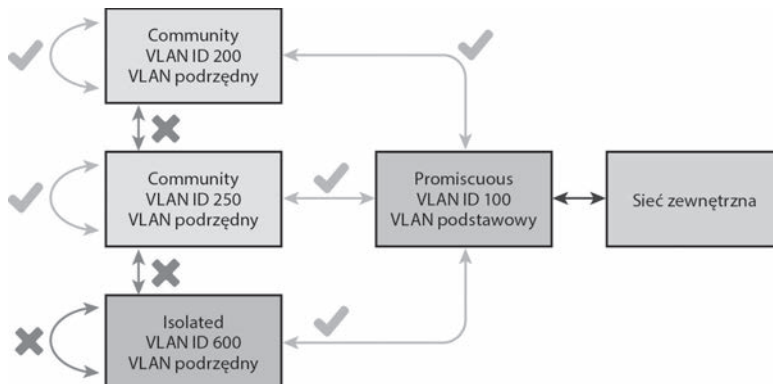 Community
VLAN ID 200
VLAN podrzędny
Community
VLAN ID 250
VLAN podrzędny
Promiscuous
VLAN ID 100
VLAN podstawowy
Sieć zewnętrzna
Isolated
VLAN ID 600
VLAN podrzędny